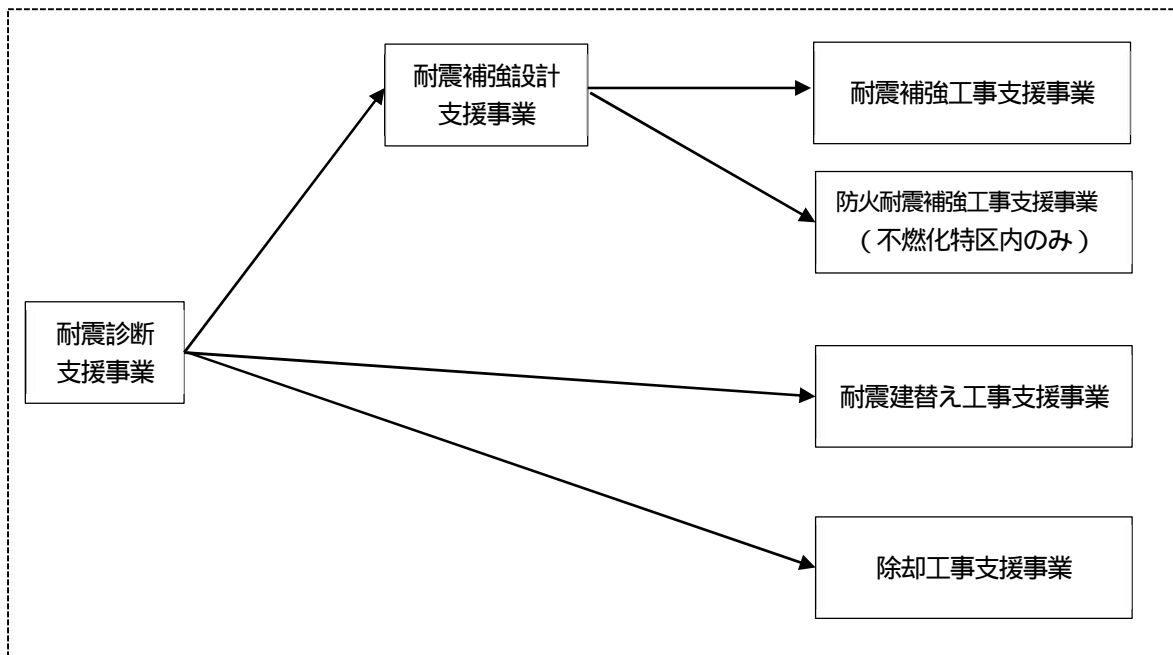 耐震補強設計
支援事業
耐震補強工事支援事業
防火耐震補強工事支援事業
（不燃化特区内のみ）
耐震診断
支援事業
耐震建替え工事支援事業
除却工事支援事業